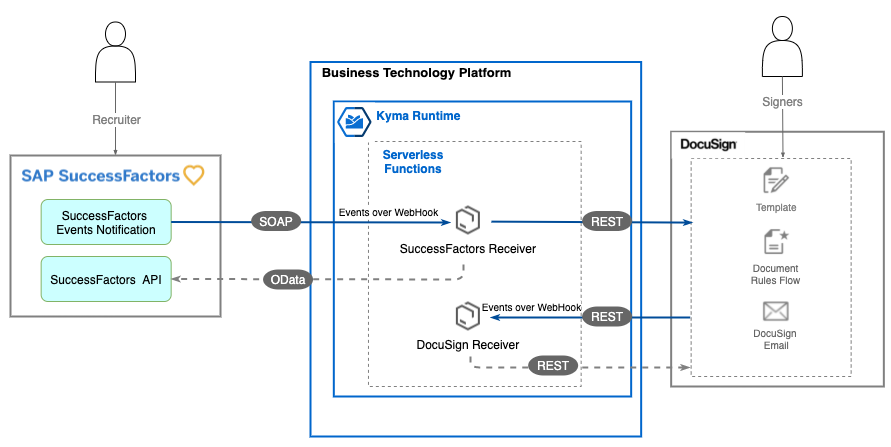 Recruiter
Signers
Business Technology Platform
Kyma Runtime
Serverless
Functions
SAP SuccessFactors
SuccessFactors
Events Notification
SOAP
Events over WebHook
SuccessFactors Receiver
REST
SuccessFactors API
OData
Events over WebHook
REST
DocuSign Receiver
REST
DocuSign
Template
Document
Rules Flow
DocuSign
Email